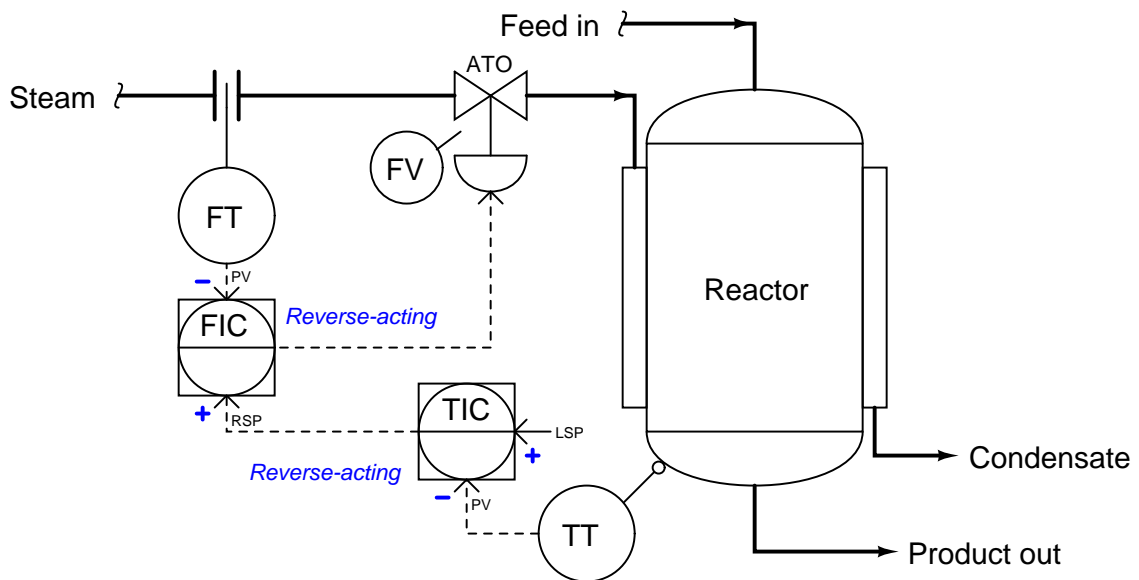 Feed in
ATO
Steam
FV
FT
− PV
Reactor
FIC
Reverse-acting
+ RSP
TIC
LSP
+
Reverse-acting
− PV
Condensate
TT
Product out